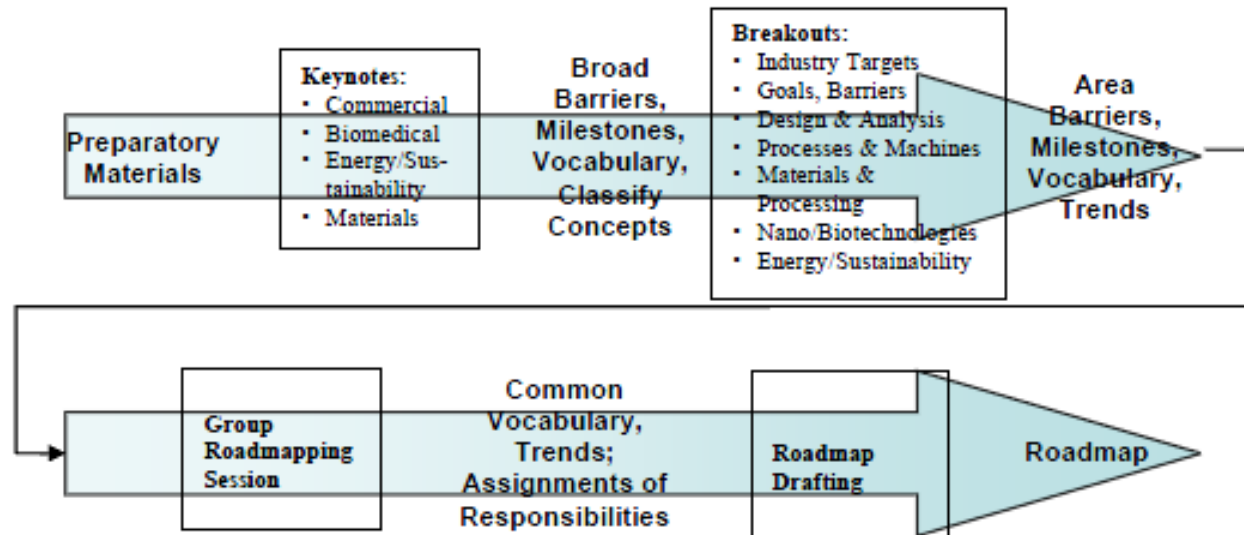 Preparatory
Materials
Keynotes:
• Commercial
• Biomedical
• Energy/Sus-
tainability
• Materials
Broad
Barriers,
Milestones,
Vocabulary,
Classify
Concepts
Breakouts:
• Industry Targets
• Goals, Barriers
• Design & Analysis
• Processes & Machines
• Materials &
Processing
• Nano/Biotechnologies
• Energy/Sustainability
Area
Barriers,
Milestones,
Vocabulary,
Trends
Group
Roadmapping
Session
Common
Vocabulary,
Trends;
Assignments of
Responsibilities
Roadmap
Drafting
Roadmap